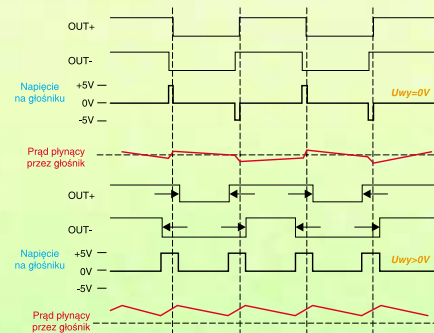 OUT+
OUT-
Napięcie
na głośniku
+5V
0V
-5V
Uwy=0V
Prąd płynący
przez głośnik
OUT+
OUT-
Napięcie
na głośniku
+5V
0V
-5V
Uwy>0V
Prąd płynący
przez głośnik